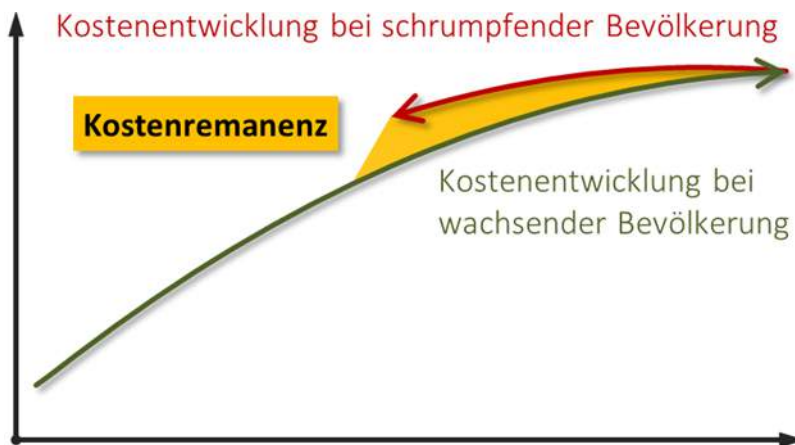 Kostenentwicklung bei schrumpfender Bevölkerung
Kostenremanenz
Kostenentwicklung bei
wachsender Bevölkerung